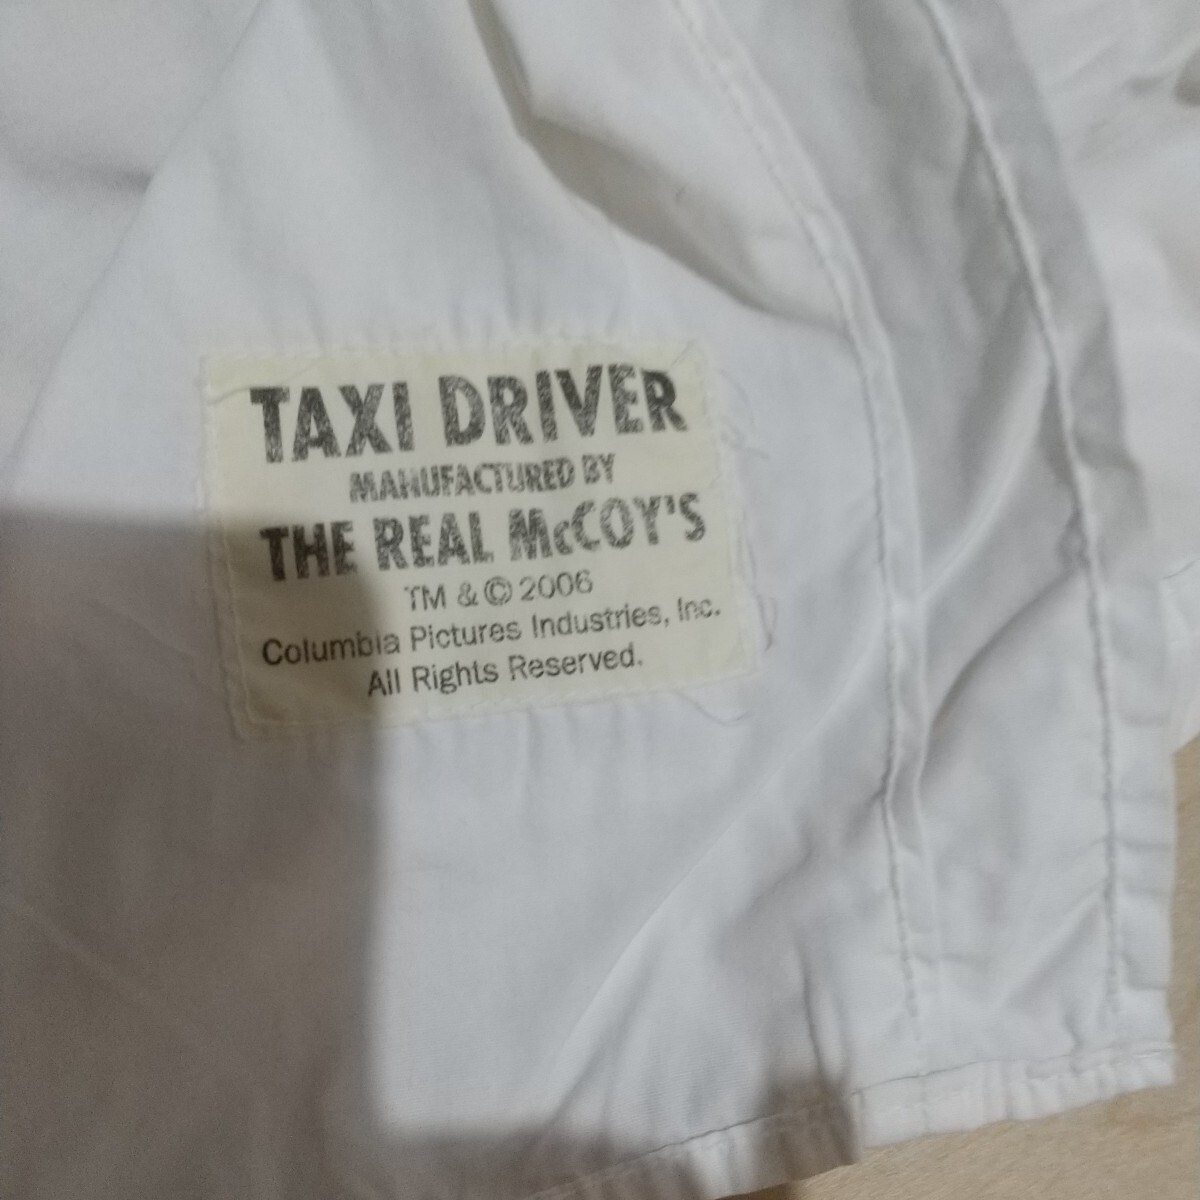 TAXI DRIVER
MANUFACTURED BY
THE REAL McCOY'S
TM & © 2006
Columbia Pictures Industries, Inc.
All Rights Reserved.